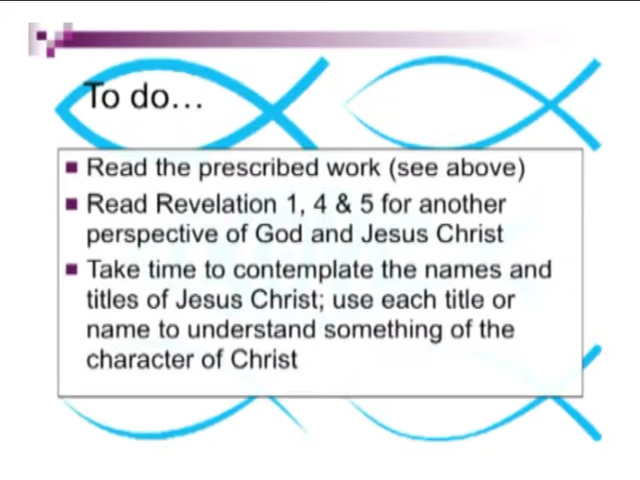 To do...
Read the prescribed work (see above)
Read Revelation 1, 4 & 5 for another
perspective of God and Jesus Christ
Take time to contemplate the names and
titles of Jesus Christ; use each title or
name to understand something of the
character of Christ